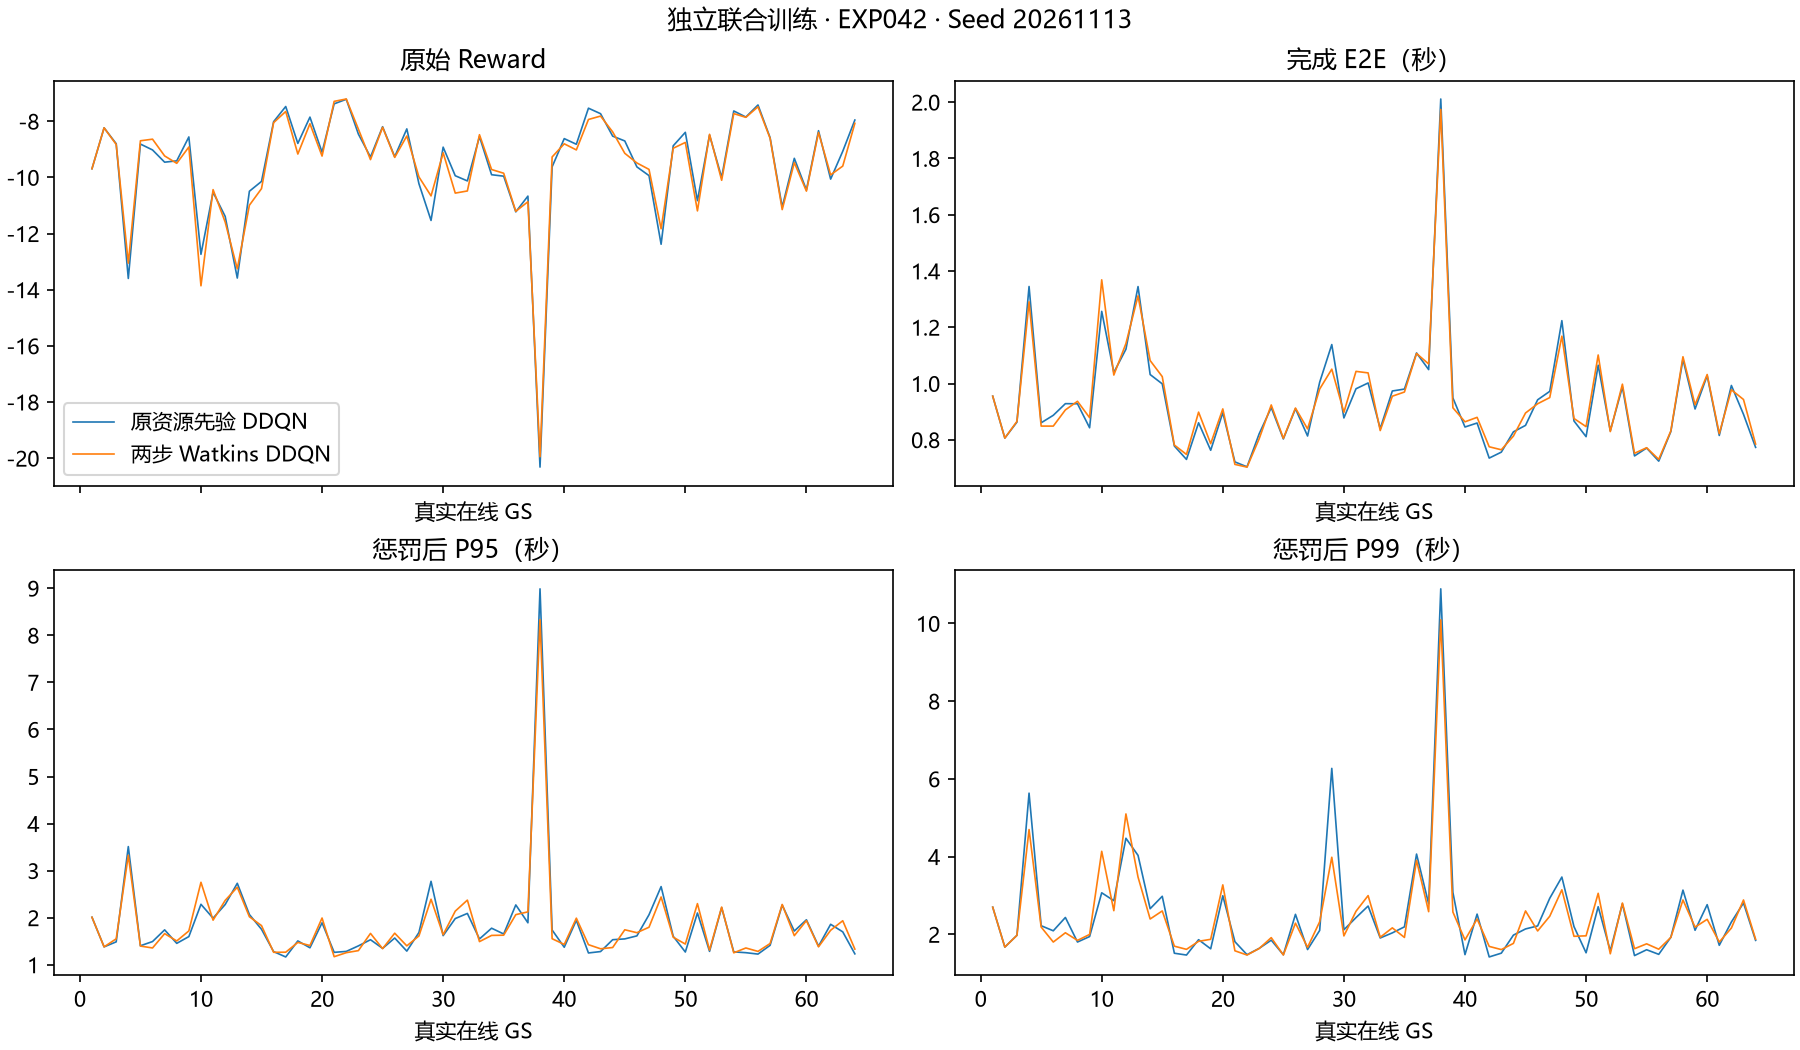 独立联合训练 · EXP042 · Seed 20261113
原始 Reward
-8
-10
-12
-14
-16
-18
-20
原资源先验 DDQN
两步 Watkins DDQN
真实在线 GS
完成 E2E（秒）
2.0
1.8
1.6
1.4
1.2
1.0
0.8
真实在线 GS
惩罚后 P95（秒）
9
8
7
6
5
4
3
2
1
0 10 20 30 40 50 60
真实在线 GS
惩罚后 P99（秒）
10
8
6
4
2
0 10 20 30 40 50 60
真实在线 GS